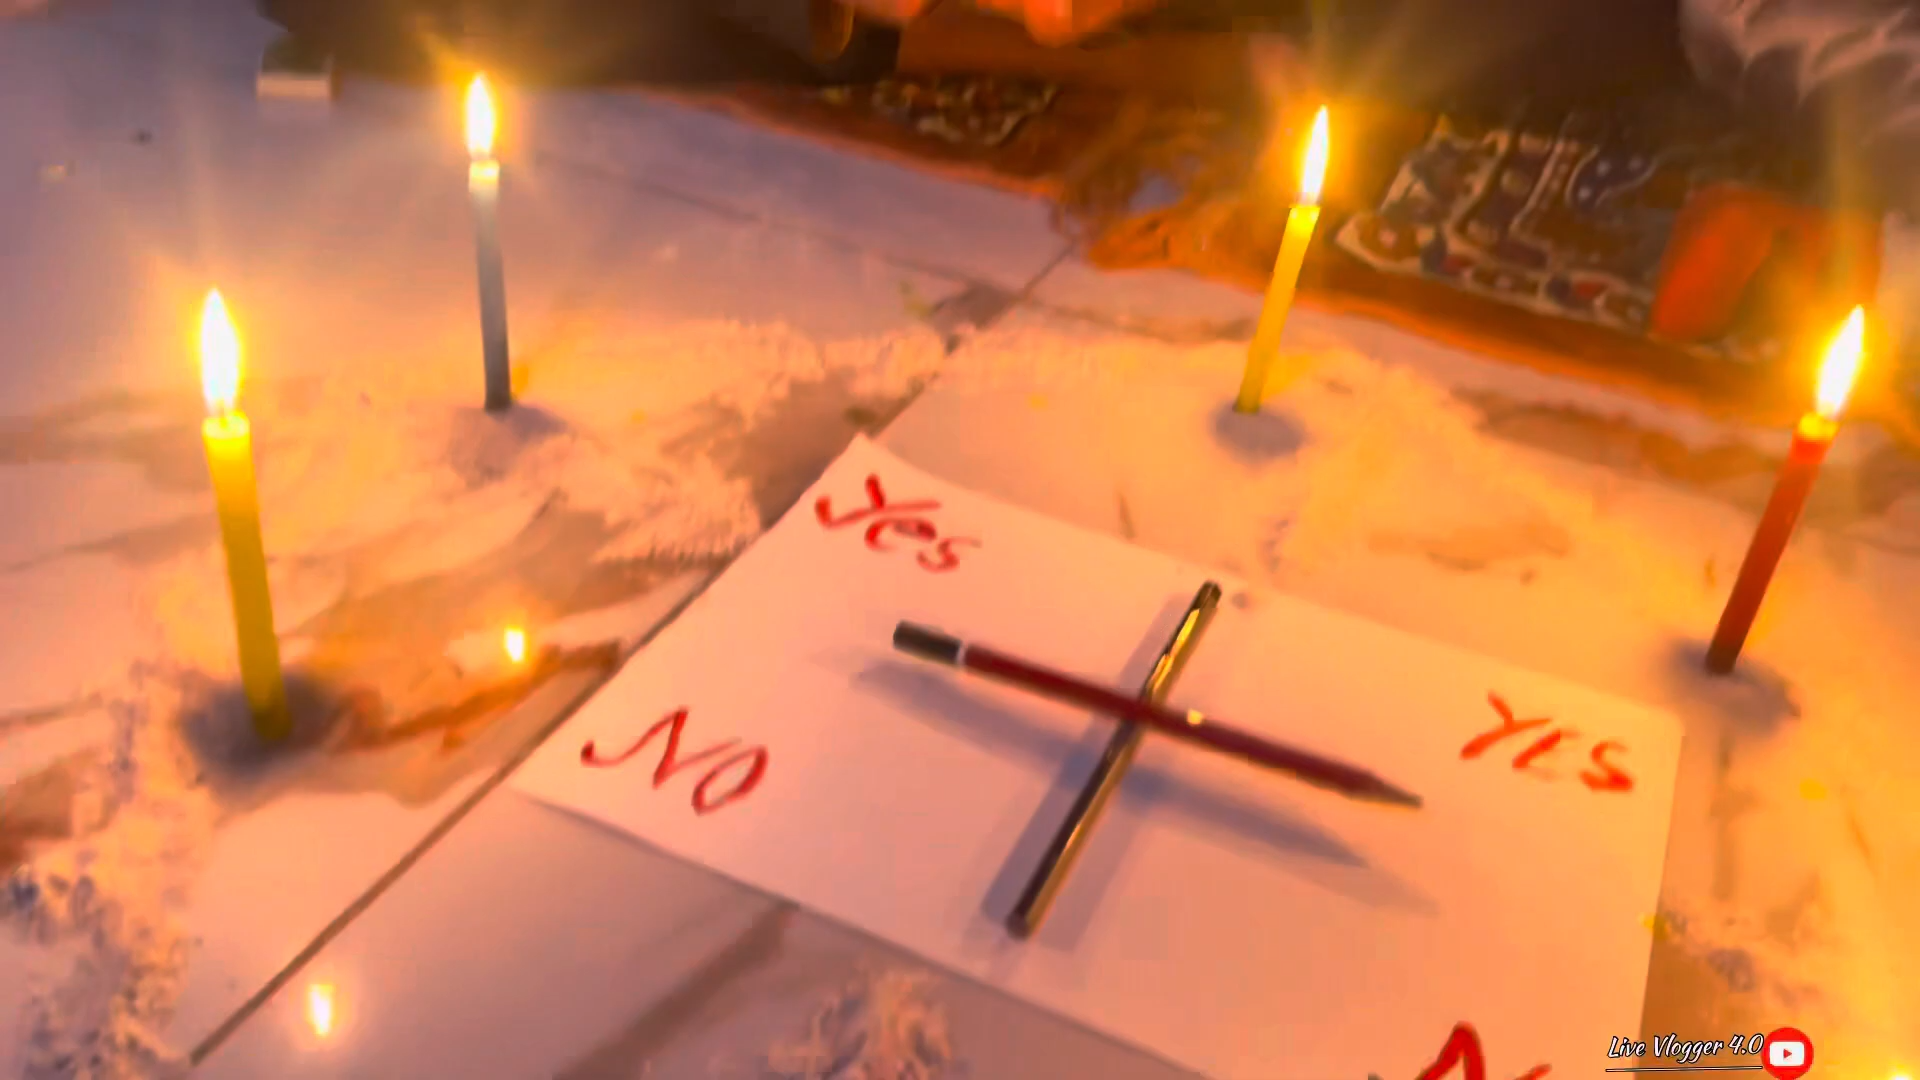 Yes
YES
NO
Live Vlogger 4.0